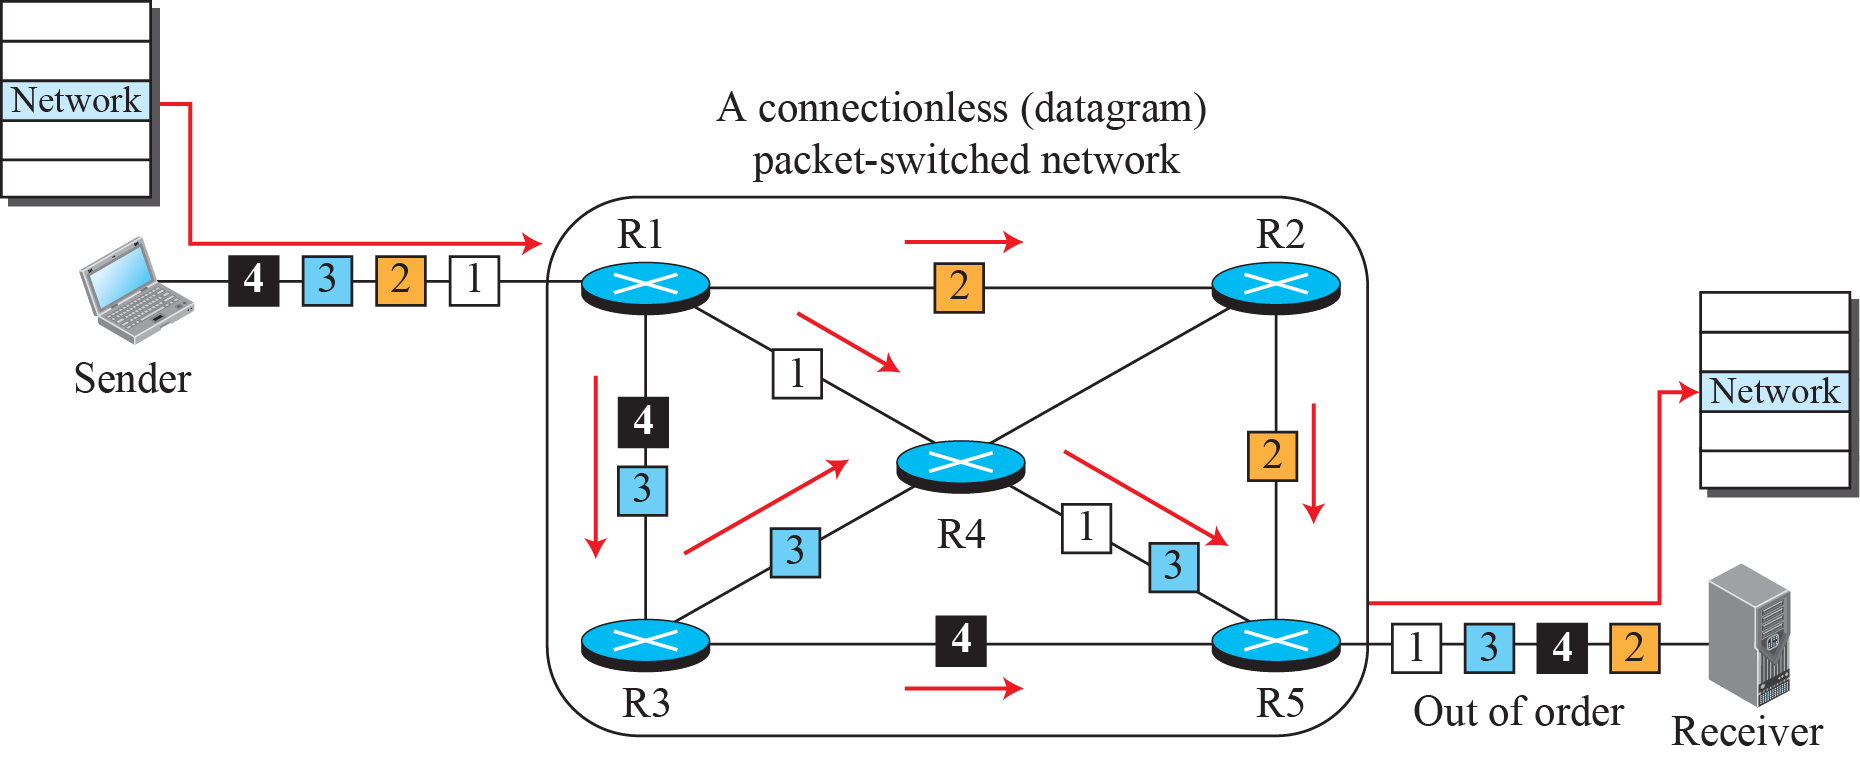 Network
A connectionless (datagram)
packet-switched network
R1
R2
4 3 2 1
2
Sender
1
4
3
2
Network
R4
3
1
3
4
R3
R5
1 3 4 2
Out of order
Receiver